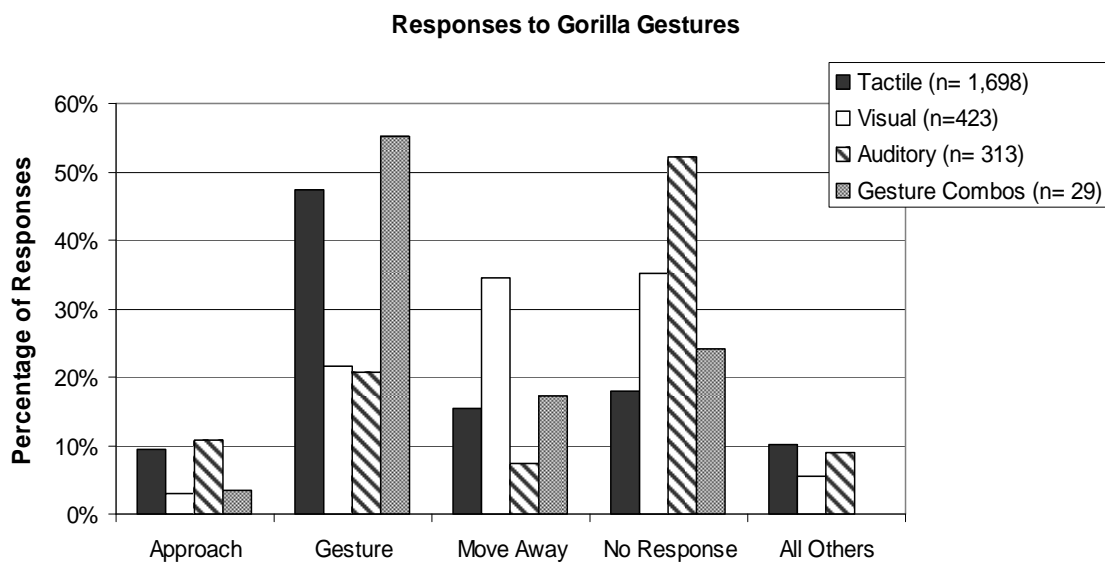 Responses to Gorilla Gestures
Tactile (n= 1,698)
Visual (n=423)
Auditory (n= 313)
Gesture Combos (n= 29)
Percentage of Responses
60%
50%
40%
30%
20%
10%
0%
Approach
Gesture
Move Away
No Response
All Others